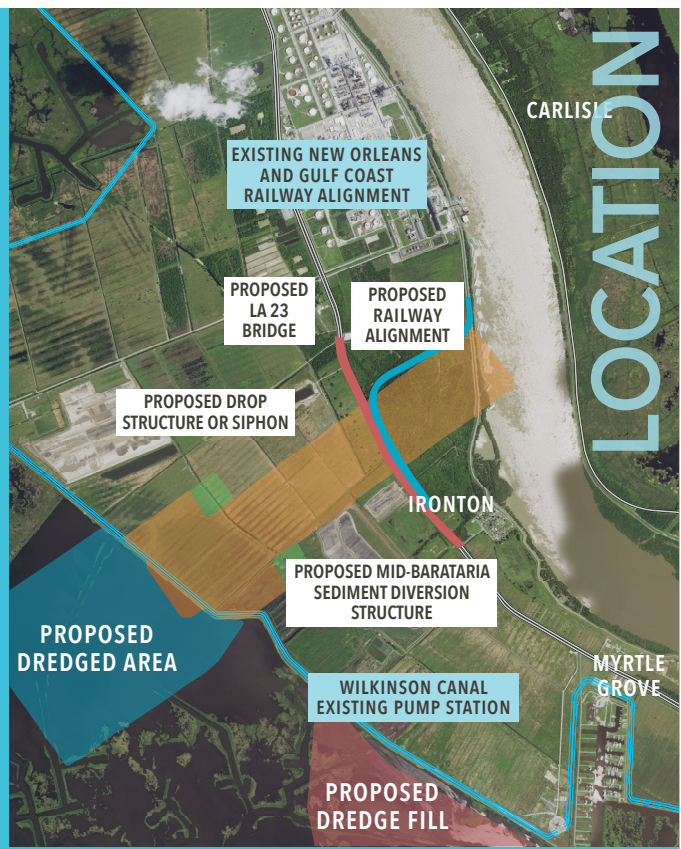 LOCATION
CARLISLE
EXISTING NEW ORLEANS
AND GULF COAST
RAILWAY ALIGNMENT
PROPOSED
LA 23
BRIDGE
PROPOSED
RAILWAY
ALIGNMENT
PROPOSED DROP
STRUCTURE OR SIPHON
IRONTON
PROPOSED MID-BARATARIA
SEDIMENT DIVERSION
STRUCTURE
PROPOSED
DREDGED AREA
MYRTLE
GROVE
WILKINSON CANAL
EXISTING PUMP STATION
PROPOSED
DREDGE FILL